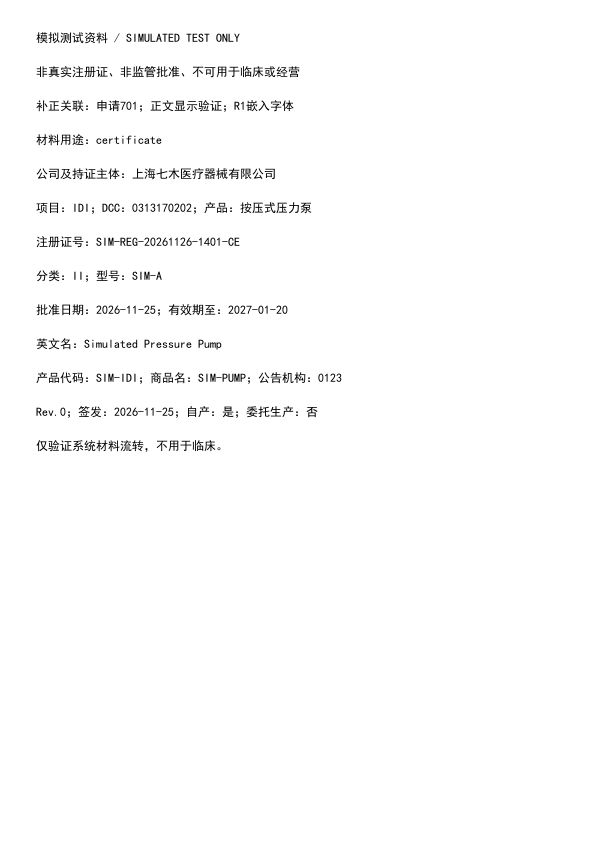 模拟测试资料 / SIMULATED TEST ONLY
非真实注册证、非监管批准、不可用于临床或经营
补正关联：申请701；正文显示验证；R1嵌入字体
材料用途：certificate
公司及持证主体：上海七木医疗器械有限公司
项目：IDI；DCC：0313170202；产品：按压式压力泵
注册证号：SIM-REG-20261126-1401-CE
分类：II；型号：SIM-A
批准日期：2026-11-25；有效期至：2027-01-20
英文名：Simulated Pressure Pump
产品代码：SIM-IDI；商品名：SIM-PUMP；公告机构：0123
Rev.0；签发：2026-11-25；自产：是；委托生产：否
仅验证系统材料流转，不用于临床。